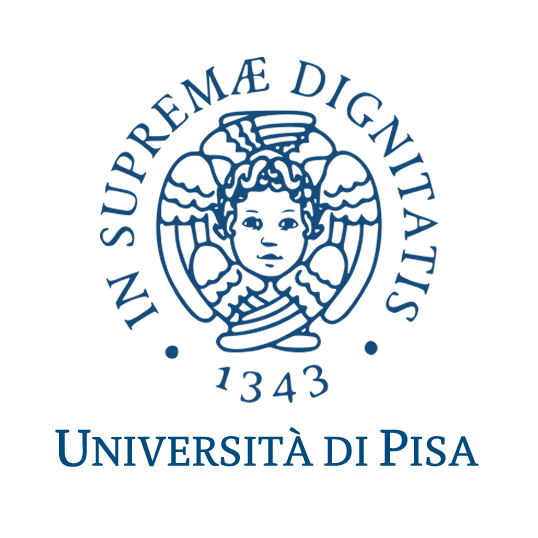 IN SUPREMÆ DIGNITATIS
• 1343 •
UNIVERSITÀ DI PISA